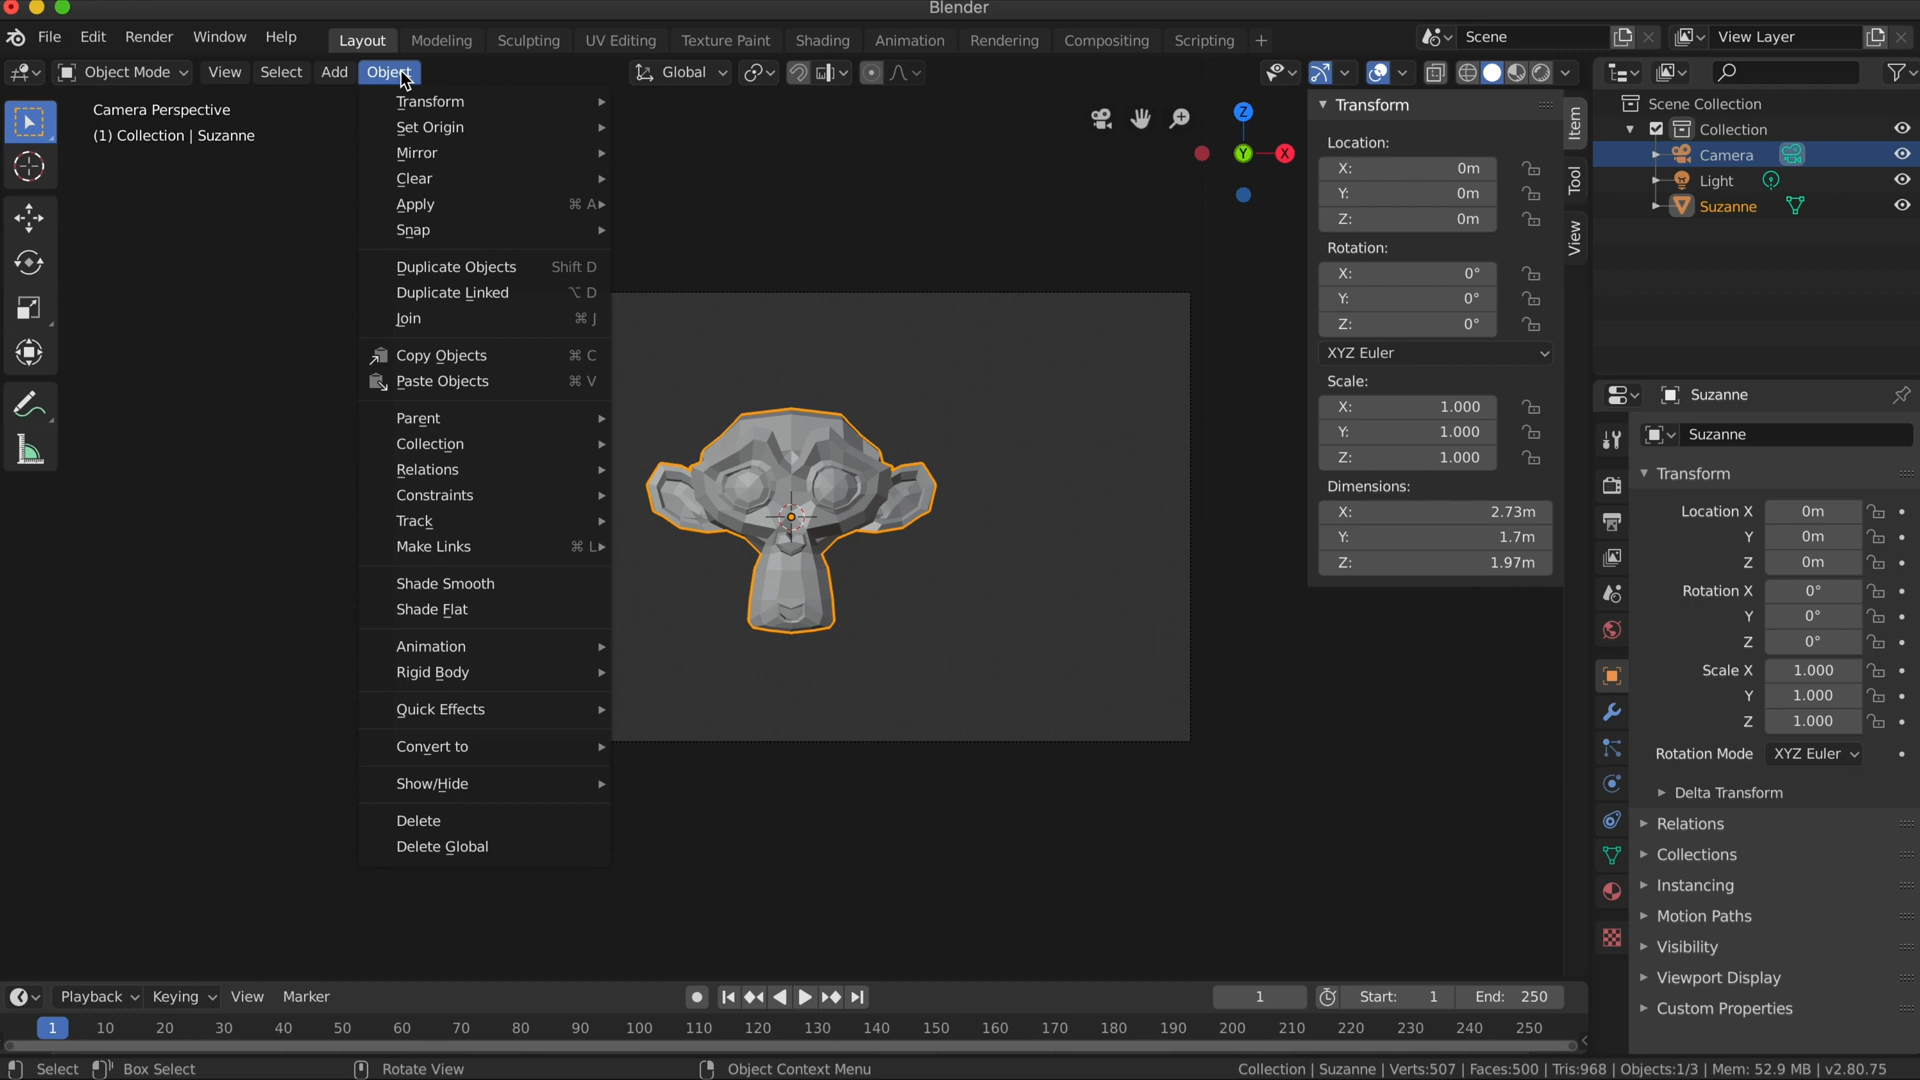 Blender
File Edit Render Window Help Layout Modeling Sculpting UV Editing Texture Paint Shading Animation Rendering Compositing Scripting + Scene View Layer
Object Mode View Select Add Object Global
Camera Perspective
(1) Collection | Suzanne
Transform
Set Origin
Mirror
Clear
Apply ⌘ A
Snap
Duplicate Objects Shift D
Duplicate Linked ⌥ D
Join ⌘ J
Copy Objects ⌘ C
Paste Objects ⌘ V
Parent
Collection
Relations
Constraints
Track
Make Links ⌘ L
Shade Smooth
Shade Flat
Animation
Rigid Body
Quick Effects
Convert to
Show/Hide
Delete
Delete Global
Z
Y
X
Transform
Location:
X: 0m
Y: 0m
Z: 0m
Rotation:
X: 0°
Y: 0°
Z: 0°
XYZ Euler
Scale:
X: 1.000
Y: 1.000
Z: 1.000
Dimensions:
X: 2.73m
Y: 1.7m
Z: 1.97m
Item
Tool
View
Scene Collection
Collection
Camera
Light
Suzanne
Suzanne
Suzanne
Transform
Location X 0m
Y 0m
Z 0m
Rotation X 0°
Y 0°
Z 0°
Scale X 1.000
Y 1.000
Z 1.000
Rotation Mode XYZ Euler
Delta Transform
Relations
Collections
Instancing
Motion Paths
Visibility
Viewport Display
Custom Properties
Playback Keying View Marker 1 Start: 1 End: 250
1 10 20 30 40 50 60 70 80 90 100 110 120 130 140 150 160 170 180 190 200 210 220 230 240 250
Select Box Select Rotate View Object Context Menu Collection | Suzanne | Verts:507 | Faces:500 | Tris:968 | Objects:1/3 | Mem: 52.9 MB | v2.80.75